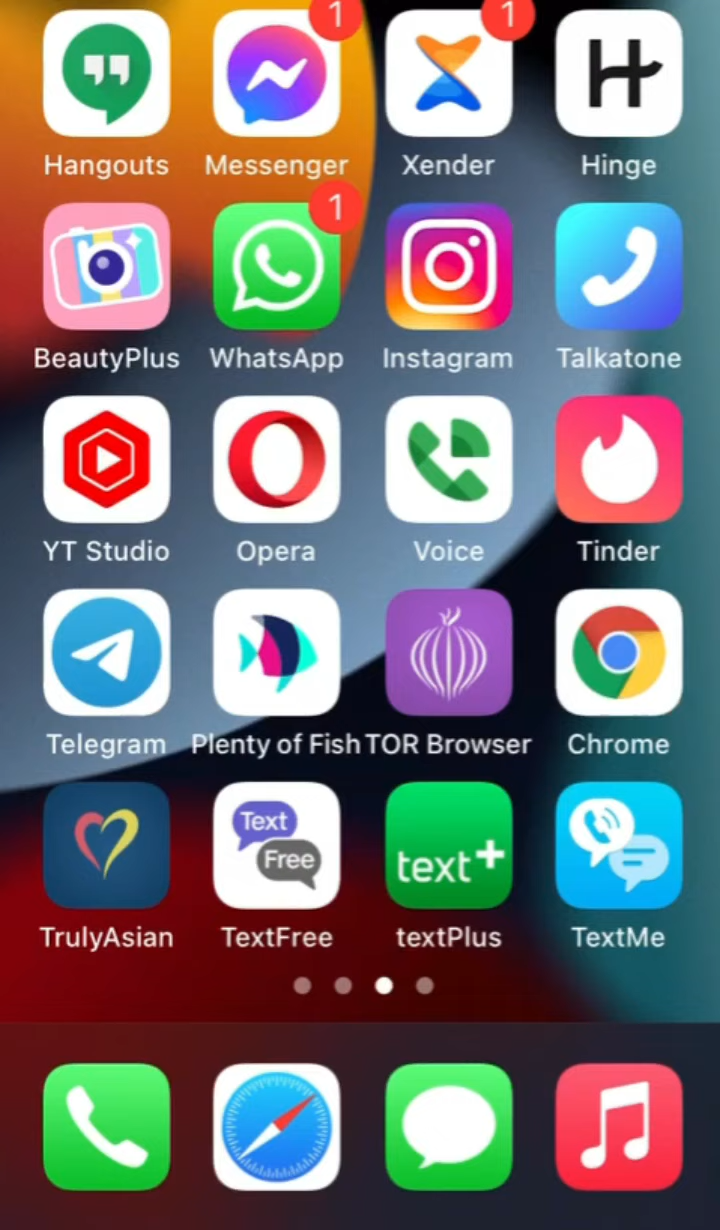 1 1
Hangouts Messenger Xender Hinge
1
BeautyPlus WhatsApp Instagram Talkatone
YT Studio Opera Voice Tinder
Telegram Plenty of Fish TOR Browser Chrome
Text
Free
text+
TrulyAsian TextFree textPlus TextMe